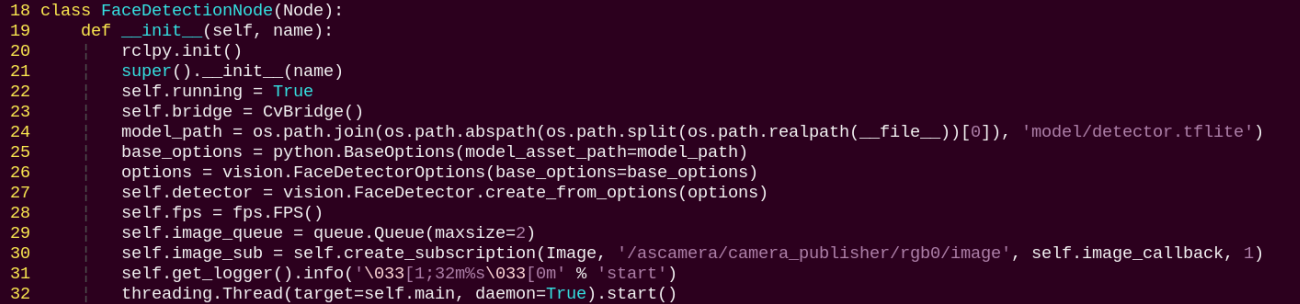 18 class FaceDetectionNode(Node):
19     def __init__(self, name):
20     ¦   rclpy.init()
21     ¦   super().__init__(name)
22     ¦   self.running = True
23     ¦   self.bridge = CvBridge()
24     ¦   model_path = os.path.join(os.path.abspath(os.path.split(os.path.realpath(__file__))[0]), 'model/detector.tflite')
25     ¦   base_options = python.BaseOptions(model_asset_path=model_path)
26     ¦   options = vision.FaceDetectorOptions(base_options=base_options)
27     ¦   self.detector = vision.FaceDetector.create_from_options(options)
28     ¦   self.fps = fps.FPS()
29     ¦   self.image_queue = queue.Queue(maxsize=2)
30     ¦   self.image_sub = self.create_subscription(Image, '/ascamera/camera_publisher/rgb0/image', self.image_callback, 1)
31     ¦   self.get_logger().info('\033[1;32m%s\033[0m' % 'start')
32     ¦   threading.Thread(target=self.main, daemon=True).start()